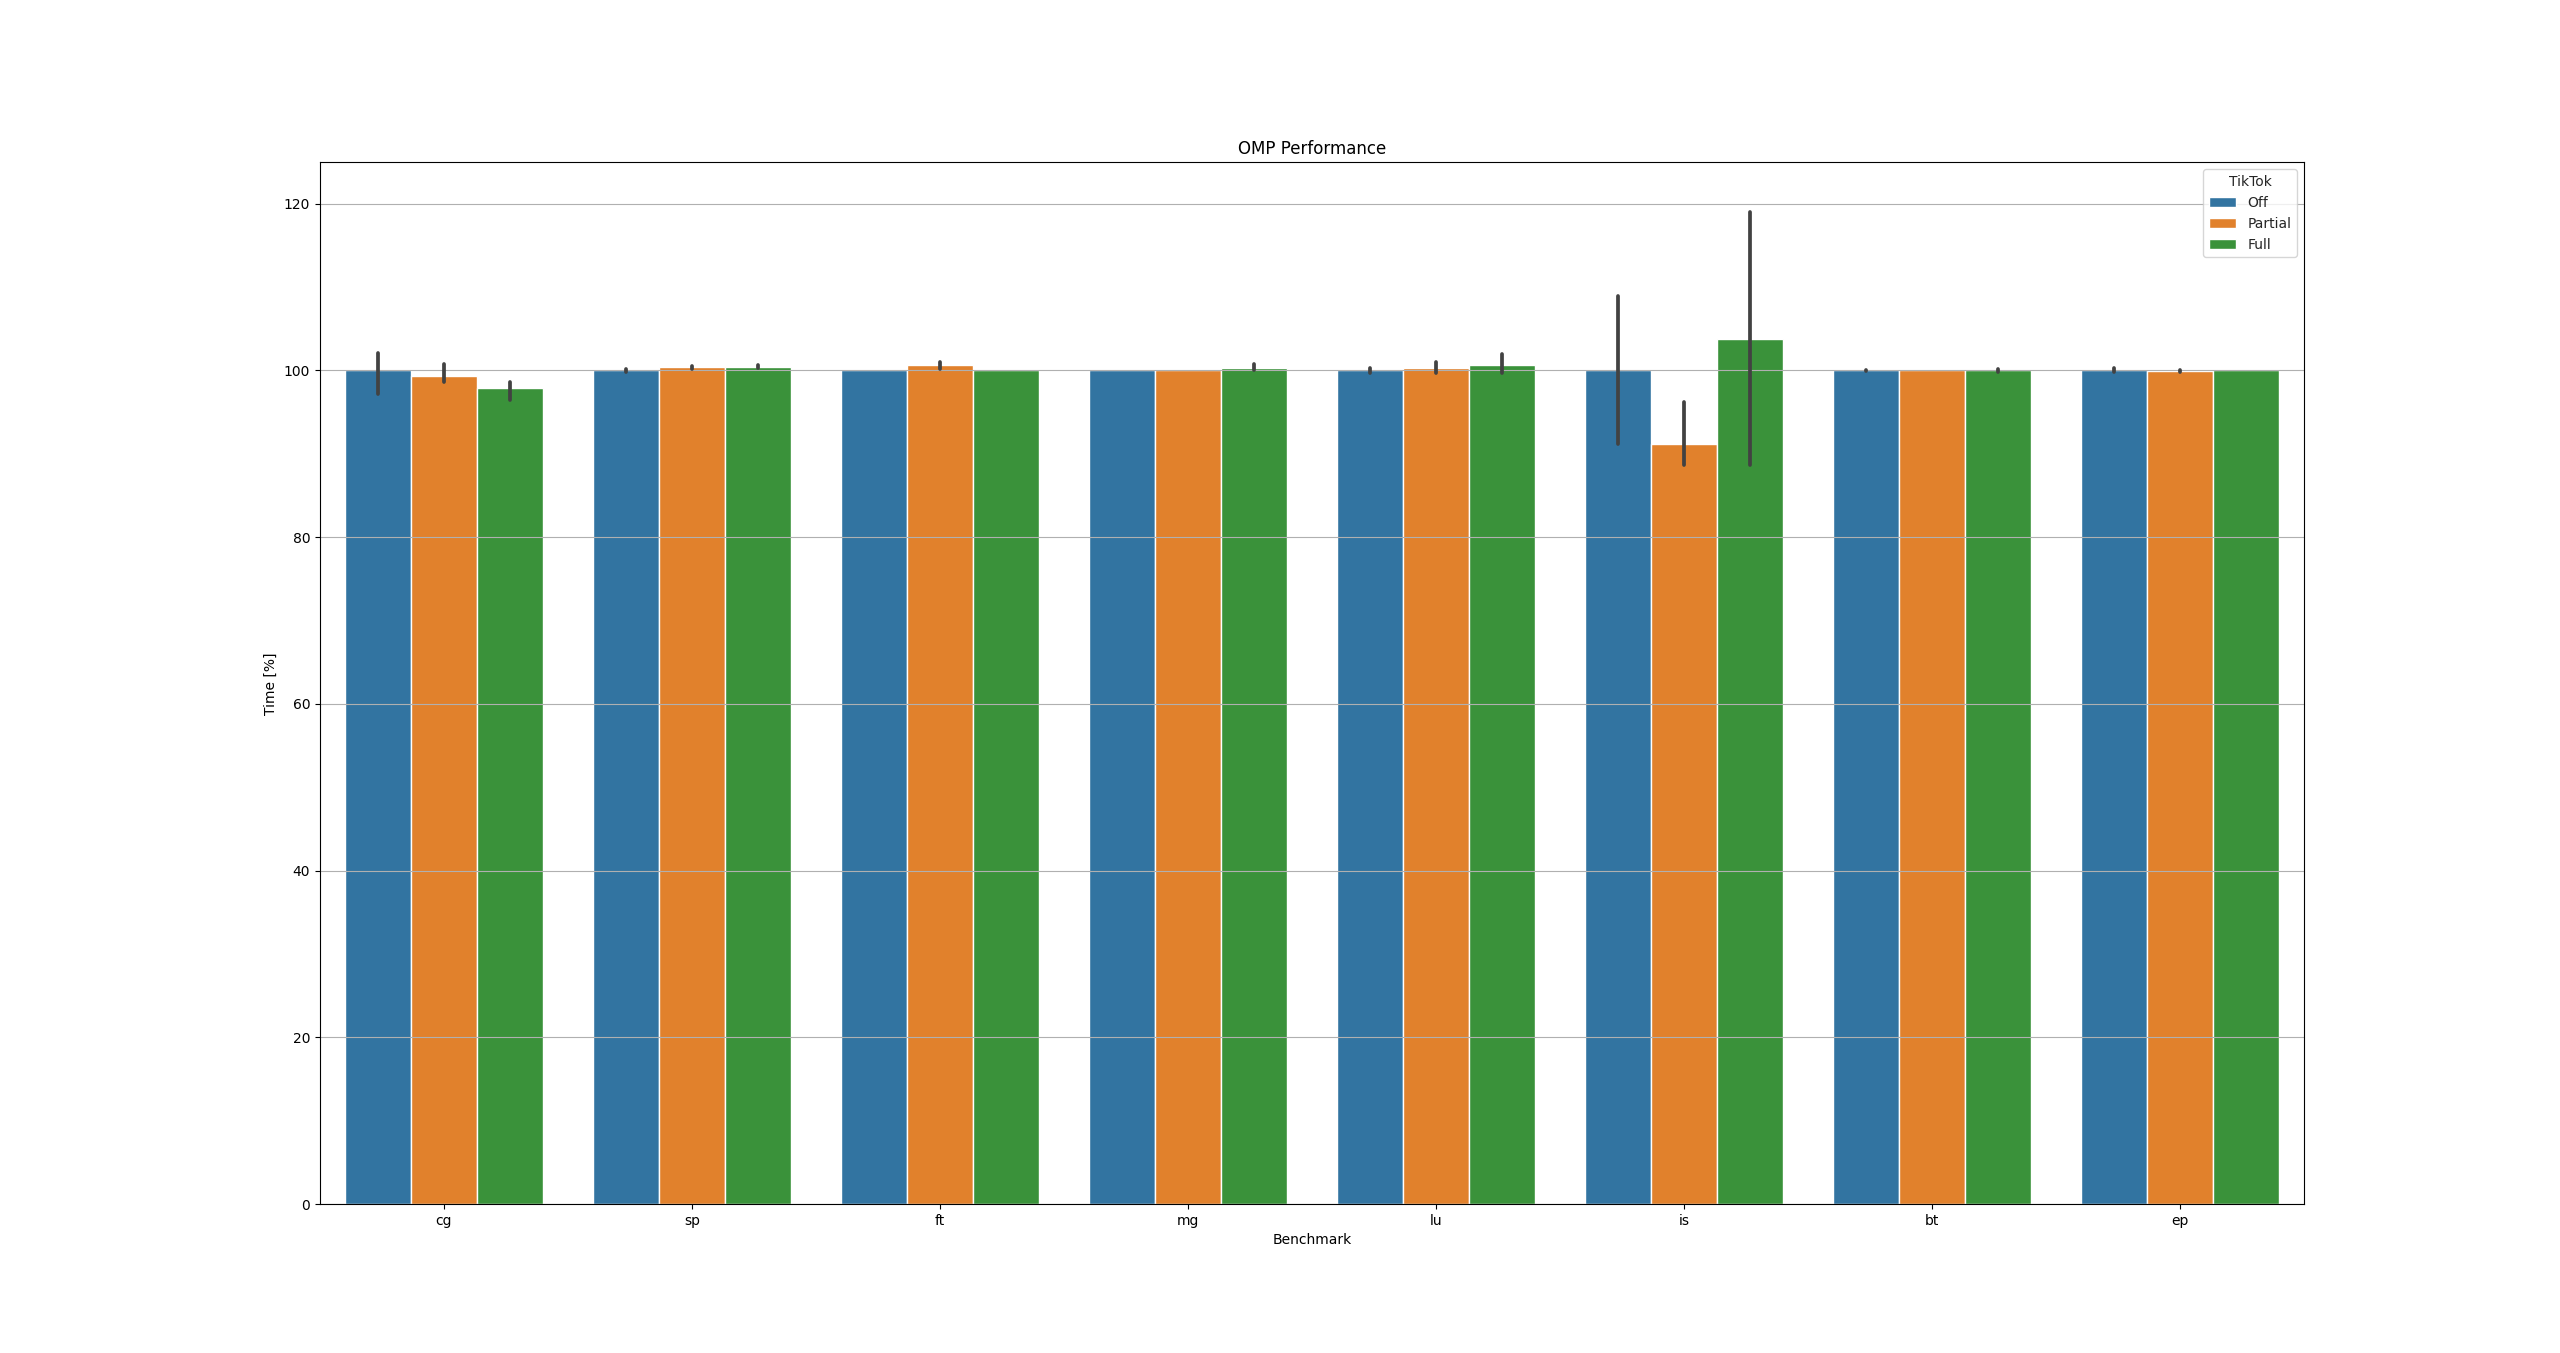 OMP Performance
TikTok
Off
Partial
Full
Time [%]
120
100
80
60
40
20
0
cg sp ft mg lu is bt ep
Benchmark